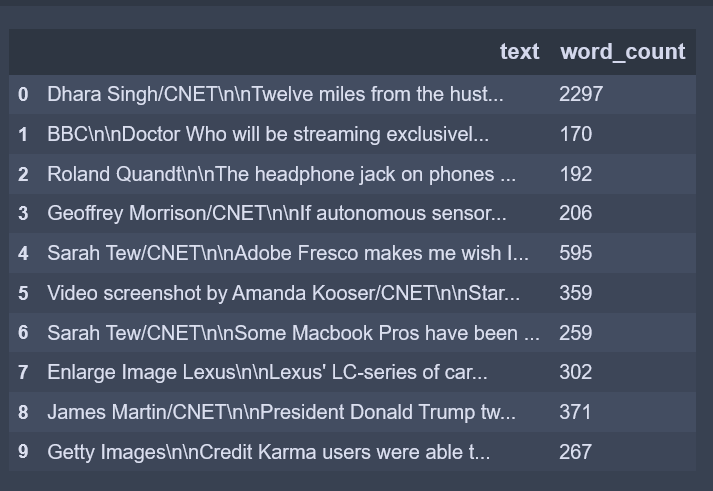 text word_count
0 Dhara Singh/CNET\n\nTwelve miles from the hust... 2297
1 BBC\n\nDoctor Who will be streaming exclusivel... 170
2 Roland Quandt\n\nThe headphone jack on phones ... 192
3 Geoffrey Morrison/CNET\n\nIf autonomous sensor... 206
4 Sarah Tew/CNET\n\nAdobe Fresco makes me wish I... 595
5 Video screenshot by Amanda Kooser/CNET\n\nStar... 359
6 Sarah Tew/CNET\n\nSome Macbook Pros have been ... 259
7 Enlarge Image Lexus\n\nLexus' LC-series of car... 302
8 James Martin/CNET\n\nPresident Donald Trump tw... 371
9 Getty Images\n\nCredit Karma users were able t... 267